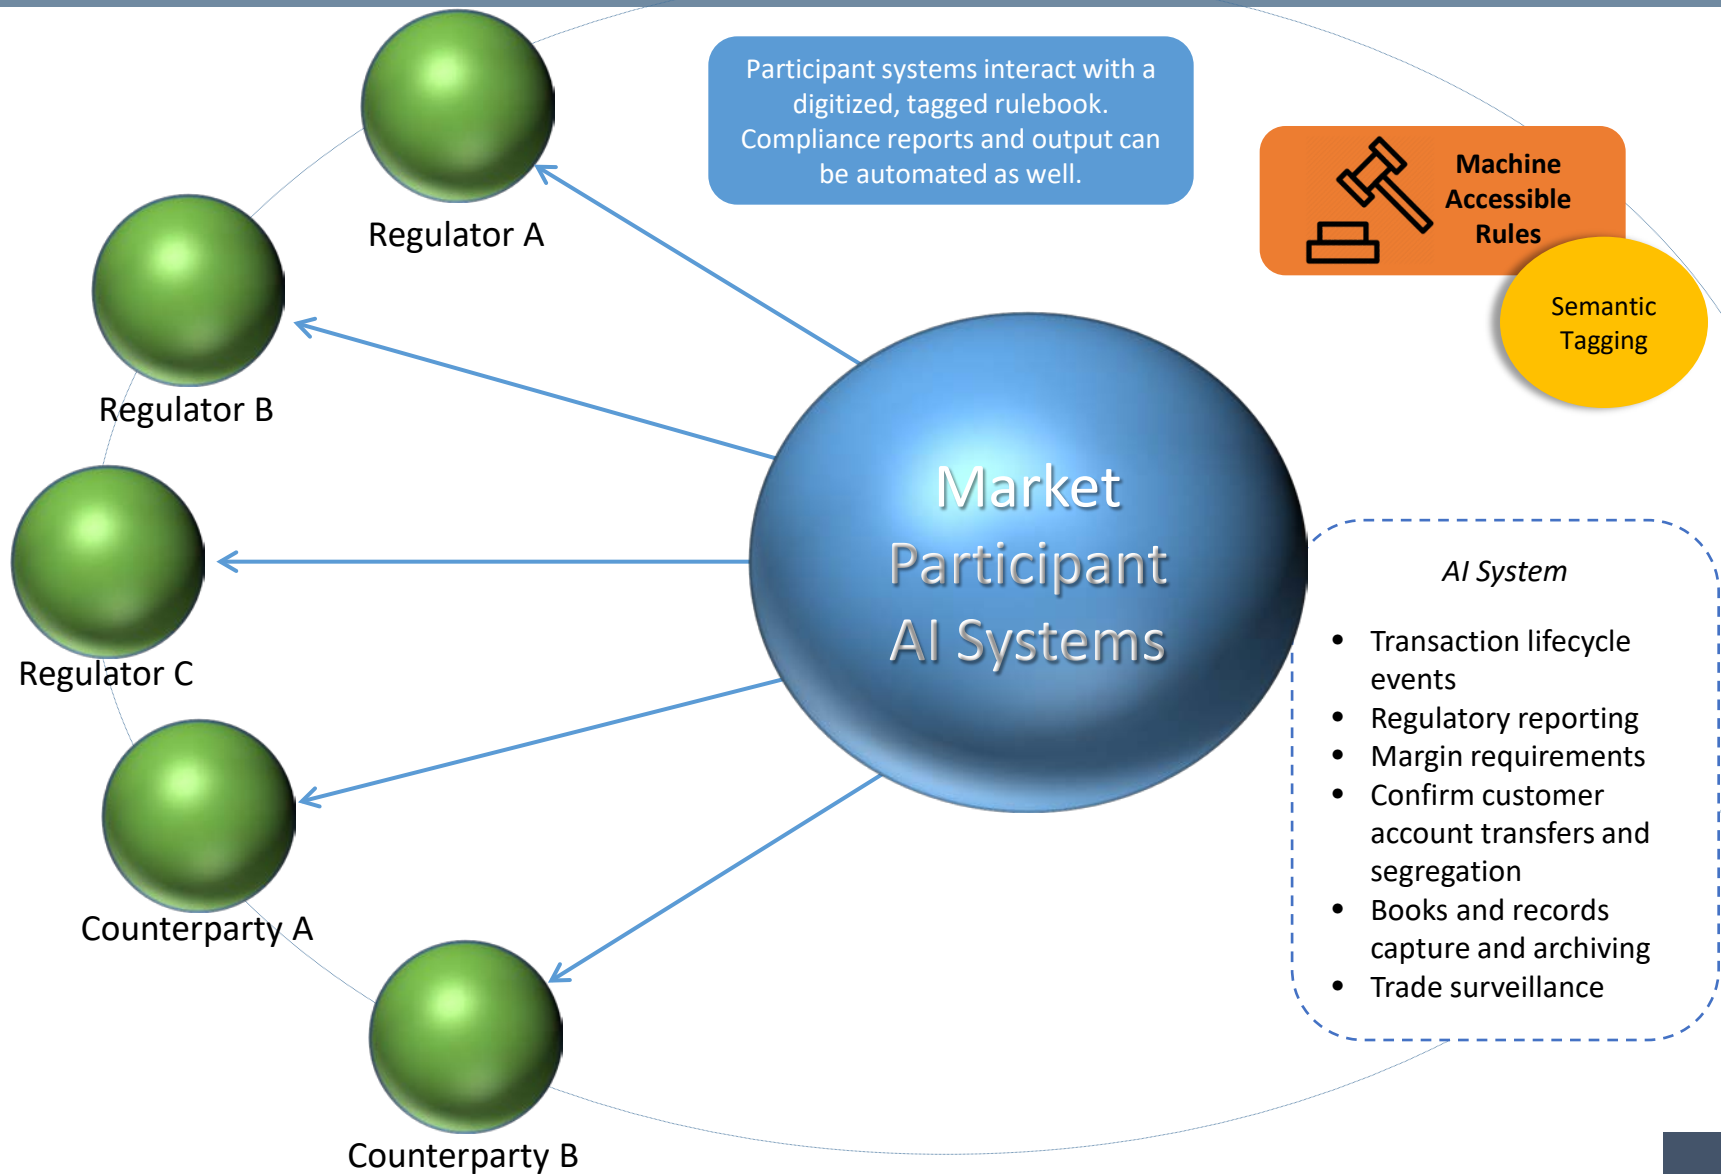 Participant systems interact with a
digitized, tagged rulebook.
Compliance reports and output can
be automated as well.
Machine
Accessible
Rules
Semantic
Tagging
Regulator A
Regulator B
Regulator C
Counterparty A
Counterparty B
Market
Participant
AI Systems
AI System
• Transaction lifecycle
events
• Regulatory reporting
• Margin requirements
• Confirm customer
account transfers and
segregation
• Books and records
capture and archiving
• Trade surveillance